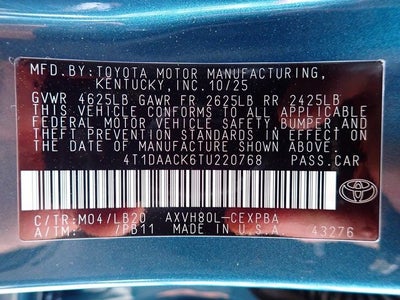 MFD.BY:TOYOTA MOTOR MANUFACTURING,
KENTUCKY,INC.10/25
GVWR 4625LB GAWR FR 2625LB RR 2425LB
THIS VEHICLE CONFORMS TO ALL APPLICABLE
FEDERAL MOTOR VEHICLE SAFETY, BUMPER,AND
THEFT PREVENTION STANDARDS IN EFFECT ON
THE DATE OF MANUFACTURE SHOWN ABOVE.
4T1DAACK6TU220768 PASS.CAR
C/TR:M04/LB20 AXVH80L-CEXPBA
A/TM: /PB11 MADE IN U.S.A. 43276
TOYOTA